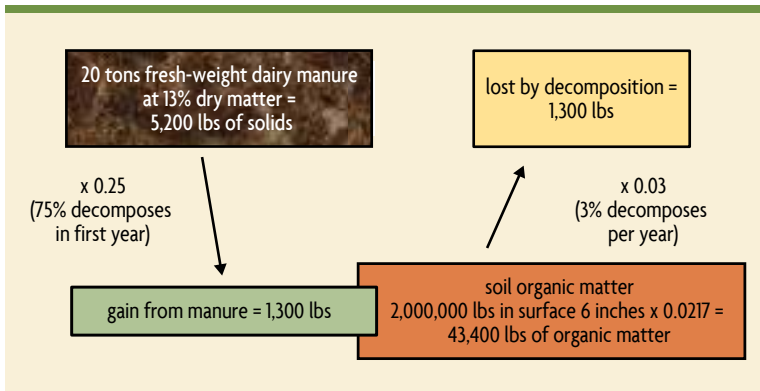 20 tons fresh-weight dairy manure
at 13% dry matter =
5,200 lbs of solids
lost by decomposition =
1,300 lbs
x 0.25
(75% decomposes
in first year)
x 0.03
(3% decomposes
per year)
gain from manure = 1,300 lbs
soil organic matter
2,000,000 lbs in surface 6 inches x 0.0217 =
43,400 lbs of organic matter